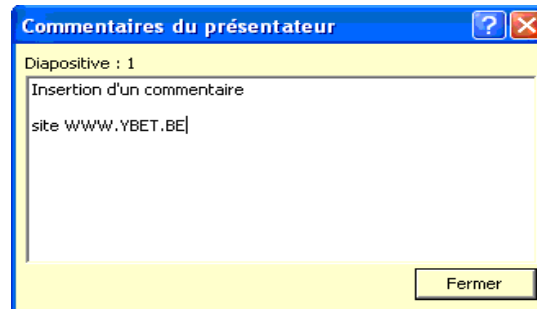 Commentaires du présentateur
Diapositive : 1
Insertion d'un commentaire
site WWW.YBET.BE
Fermer